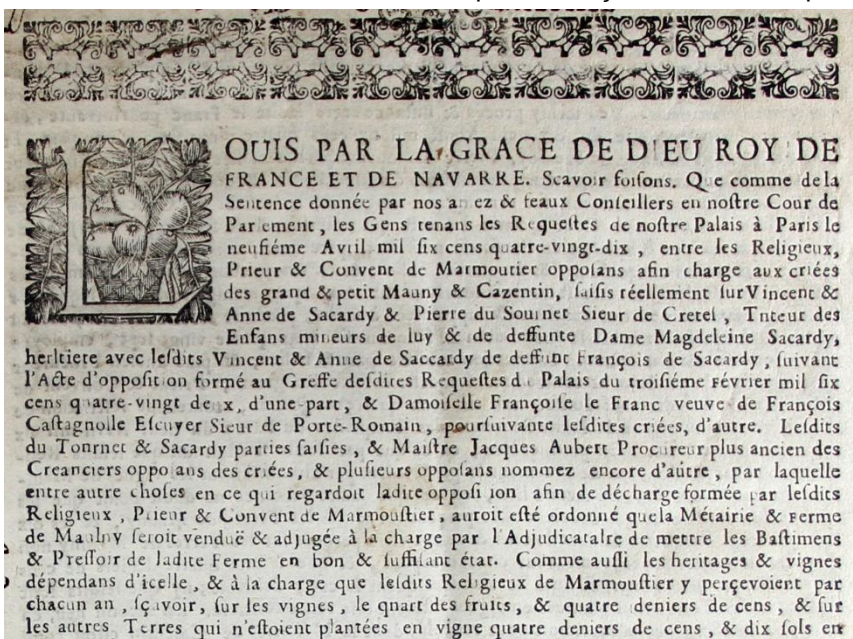 LOUIS PAR LA GRACE DE DIEU ROY DE
FRANCE ET DE NAVARRE. Scavoir foisons. Que comme de la
Sentence donnée par nos amez & feaux Conseillers en nostre Cour de
Parlement, les Gens tenans les Requestes de nostre Palais à Paris le
neufiéme Avril mil six cens quatre-vingt-dix, entre les Religieux,
Prieur & Convent de Marmoutier opposans afin charge aux criées
des grand & petit Mauny & Cazentin, saisis réellement sur Vincent &
Anne de Sacardy & Pierre du Sournet Sieur de Cretel, Tnteur des
Enfans mineurs de luy & de deffunte Dame Magdeleine Sacardy,
herltiere avec lesdits Vincent & Anne de Saccardy de deffunt François de Sacardy, suivant
l'Acte d'opposition formé au Greffe desdites Requestes du Palais du troisiéme Février mil six
cens quatre-vingt deux, d'une-part, & Damoiselle Françoise le Franc veuve de François
Castagnolle Escuyer Sieur de Porte-Romain, poursuivante lesdites criées, d'autre. Lesdits
du Tonrnet & Sacardy parties saisies, & Maistre Jacques Aubert Procureur plus ancien des
Creanciers opposans des criées, & plusieurs opposans nommez encore d'autre, par laquelle
entre autre choses en ce qui regardoit ladite opposition afin de décharge formée par lesdits
Religieux, Prieur & Convent de Marmoustier, auroit esté ordonné que la Métairie & Ferme
de Maulny seroit venduë & adjugée à la charge par l'Adjudicatalre de mettre les Bastimens
& Pressoir de ladite Ferme en bon & suffisant état. Comme aussi les heritages & vignes
dépendans d'icelle, & à la charge que lesdits Religieux de Marmoustier y perçevoient par
chacun an, sçavoir, sur les vignes, le qnart des fruits, & quatre deniers de cens, & sur
les autres Terres qui n'estoient plantées en vigne quatre deniers de cens, & dix sols en